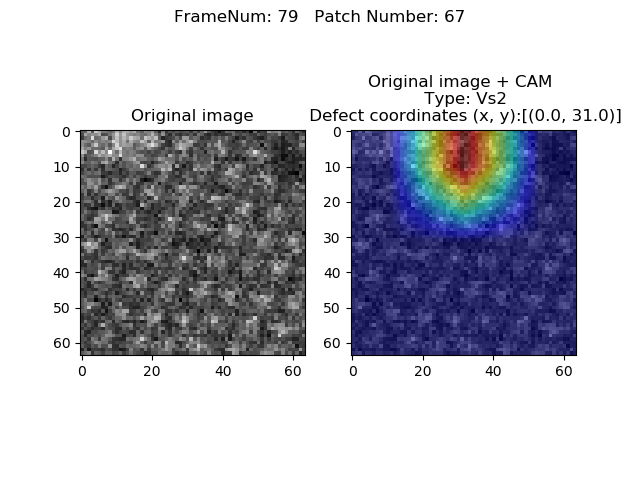 FrameNum: 79   Patch Number: 67
Original image
Original image + CAM
Type: Vs2
Defect coordinates (x, y):[(0.0, 31.0)]
0
10
20
30
40
50
60
0 20 40 60
0
10
20
30
40
50
60
0 20 40 60